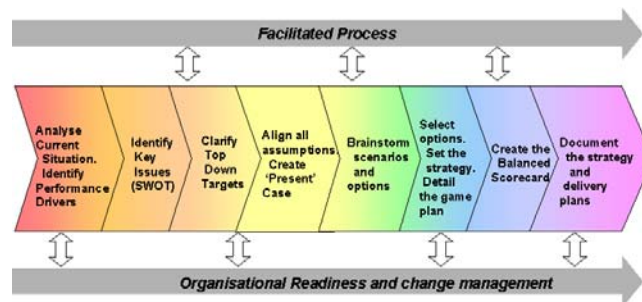 Facilitated Process
Analyse
Current
Situation.
Identify
Performance
Drivers
Identify
Key
Issues
(SWOT)
Clarify
Top
Down
Targets
Align all
assumptions.
Create
‘Present’
Case
Brainstorm
scenarios
and
options
Select
options.
Set the
strategy.
Detail
the game
plan
Create the
Balanced
Scorecard
Document
the strategy
and
delivery
plans
Organisational Readiness and change management